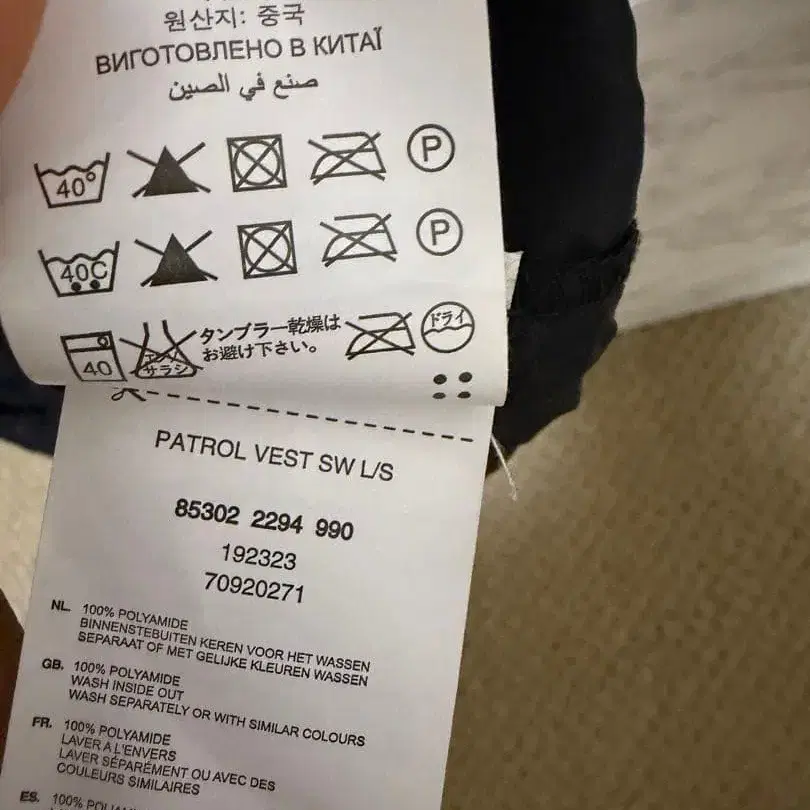 원산지: 중국
ВИГОТОВЛЕНО В КИТАЇ
صنع في الصين
40° P
40C P
40 サラシ タンブラー乾燥は
お避け下さい。 ドライ
PATROL VEST SW L/S
85302 2294 990
192323
70920271
NL. 100% POLYAMIDE
BINNENSTEBUITEN KEREN VOOR HET WASSEN
SEPARAAT OF MET GELIJKE KLEUREN WASSEN
GB. 100% POLYAMIDE
WASH INSIDE OUT
WASH SEPARATELY OR WITH SIMILAR COLOURS
FR. 100% POLYAMIDE
LAVER A L'ENVERS
LAVER SÉPARÉMENT OU AVEC DES
COULEURS SIMILAIRES
ES. 100%